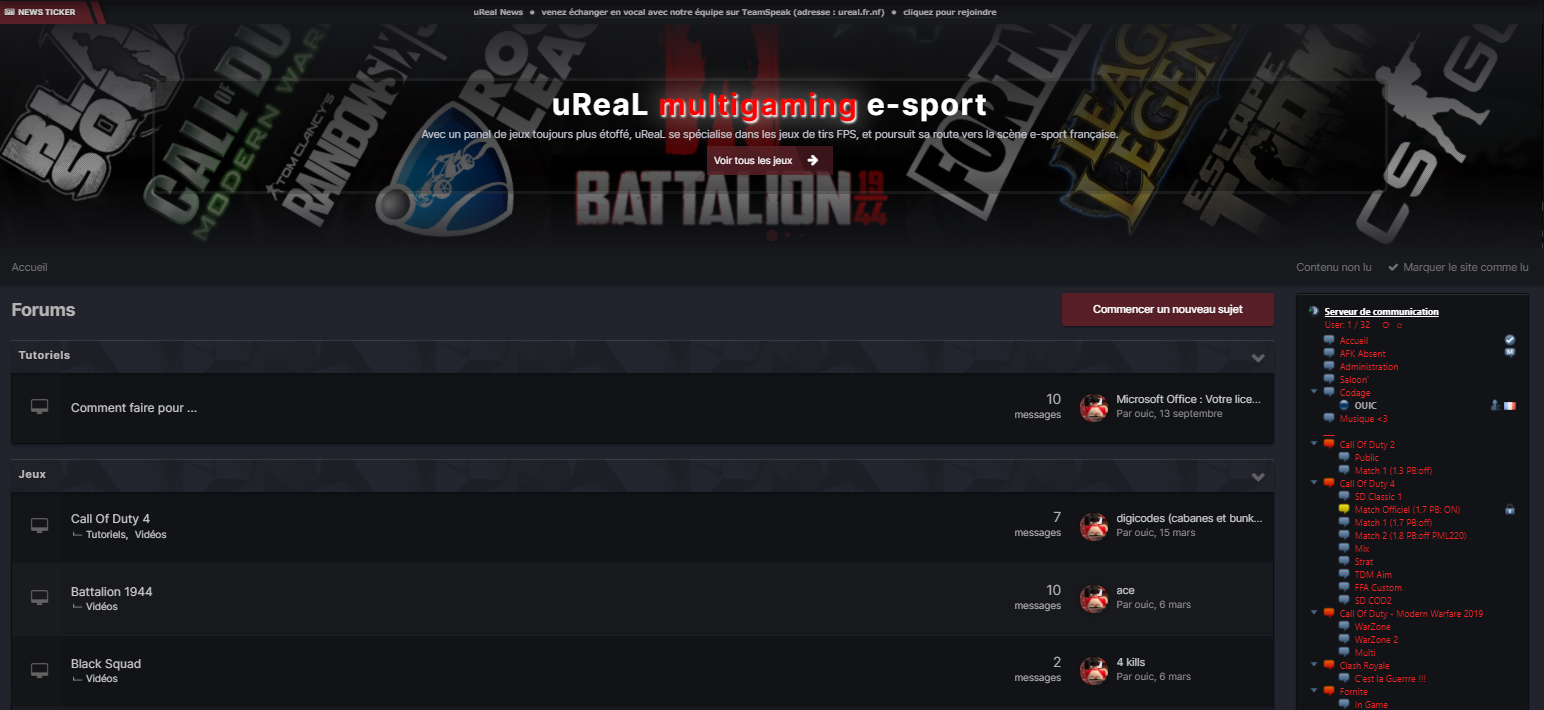 NEWS TICKER
uReal News • venez échanger en vocal avec notre équipe sur TeamSpeak (adresse : ureal.fr.nf) • cliquez pour rejoindre
CALL OF DU
MODERN WAR
TOM CLANCY'S
RAINBOWSIX
RO
LEA
FORTN
LEAG
LEGEN
CS GO
uReaL multigaming e-sport
Avec un panel de jeux toujours plus étoffé, uReaL se spécialise dans les jeux de tirs FPS, et poursuit sa route vers la scène e-sport française.
Voir tous les jeux
BATTALION 1944
Accueil
Contenu non lu
Marquer le site comme lu
Forums
Commencer un nouveau sujet
Tutoriels
Comment faire pour ...
10
messages
Microsoft Office : Votre lice...
Par ouic, 13 septembre
Jeux
Call Of Duty 4
Tutoriels, Vidéos
7
messages
digicodes (cabanes et bunk...
Par ouic, 15 mars
Battalion 1944
Vidéos
10
messages
ace
Par ouic, 6 mars
Black Squad
Vidéos
2
messages
4 kills
Par ouic, 6 mars
Serveur de communication
User: 1 / 32
Accueil
AFK Absent
M
Administration
Saloon'
Codage
OUIC
Musique <3
Call Of Duty 2
Public
Match 1 (1.3 PB:off)
Call Of Duty 4
SD Classic 1
Match Officiel (1.7 PB: ON)
Match 1 (1.7 PB:off)
Match 2 (1.8 PB:off PML220)
Mix
Strat
TDM Aim
FFA Custom
SD COD2
Call Of Duty - Modern Warfare 2019
WarZone
WarZone 2
Multi
Clash Royale
C'est la Guerrre !!!
Fornite
In Game